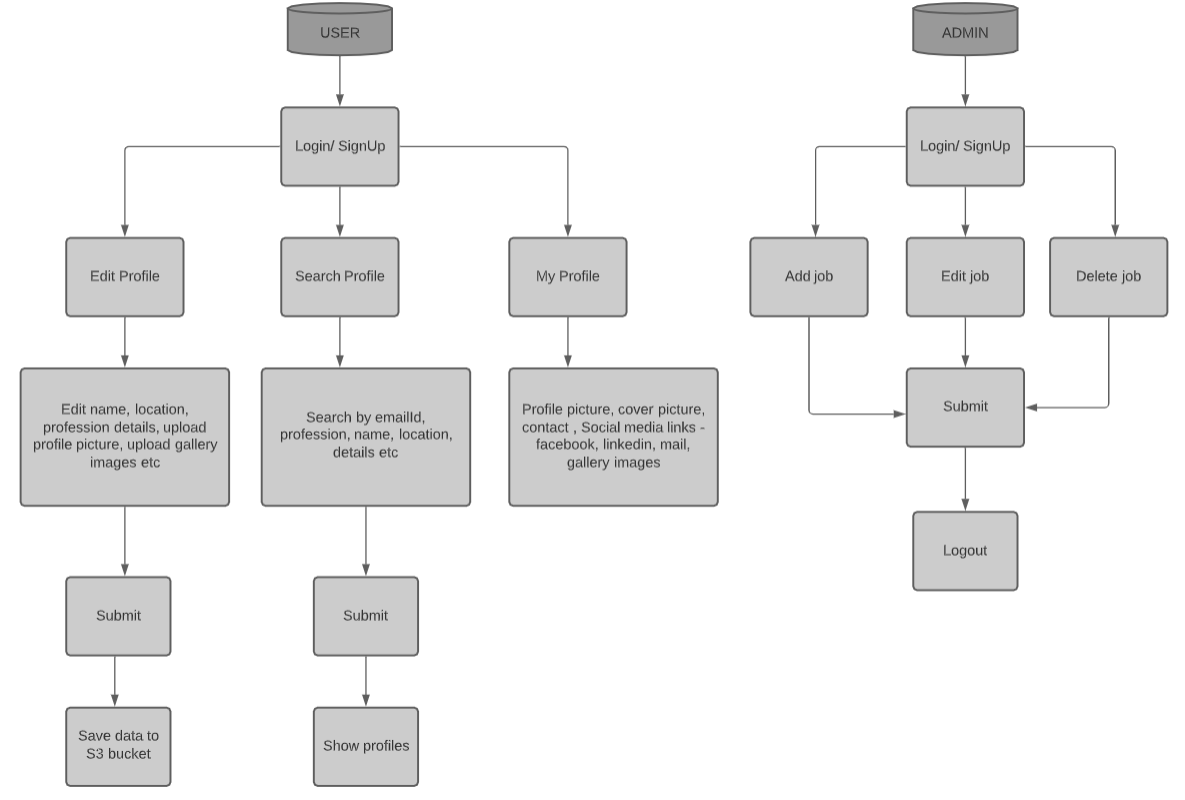 USER
ADMIN
Login/ SignUp
Login/ SignUp
Edit Profile
Search Profile
My Profile
Add job
Edit job
Delete job
Edit name, location,
profession details, upload
profile picture, upload gallery
images etc
Search by emailId,
profession, name, location,
details etc
Profile picture, cover picture,
contact , Social media links -
facebook, linkedin, mail,
gallery images
Submit
Logout
Submit
Submit
Save data to
S3 bucket
Show profiles